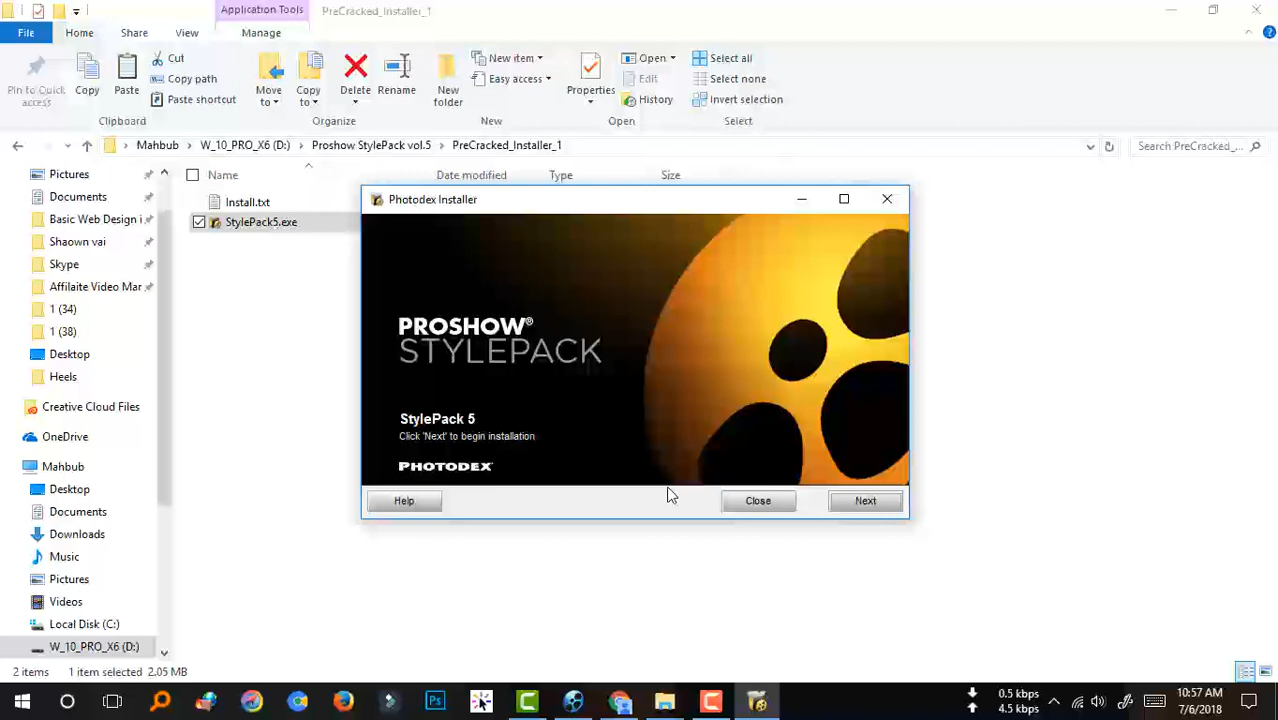 Application Tools
PreCracked_Installer_1
File
Home
Share
View
Manage
Pin to Quick access
Copy
Paste
Cut
Copy path
Paste shortcut
Clipboard
Move to
Copy to
Delete
Rename
Organize
New folder
New item
Easy access
New
Properties
Open
Edit
History
Open
Select all
Select none
Invert selection
Select
Mahbub
W_10_PRO_X6 (D:)
Proshow StylePack vol.5
PreCracked_Installer_1
Search PreCracked_...
Name
Date modified
Type
Size
Pictures
Documents
Basic Web Design i
Shaown vai
Skype
Affilaite Video Mar
1 (34)
1 (38)
Desktop
Heels
Creative Cloud Files
OneDrive
Mahbub
Desktop
Documents
Downloads
Music
Pictures
Videos
Local Disk (C:)
W_10_PRO_X6 (D:)
Install.txt
StylePack5.exe
Photodex Installer
PROSHOW®
STYLEPACK
StylePack 5
Click 'Next' to begin installation
PHOTODEX
Help
Close
Next
2 items
1 item selected 2.05 MB
Ps
0.5 kbps
4.5 kbps
10:57 AM
7/6/2018